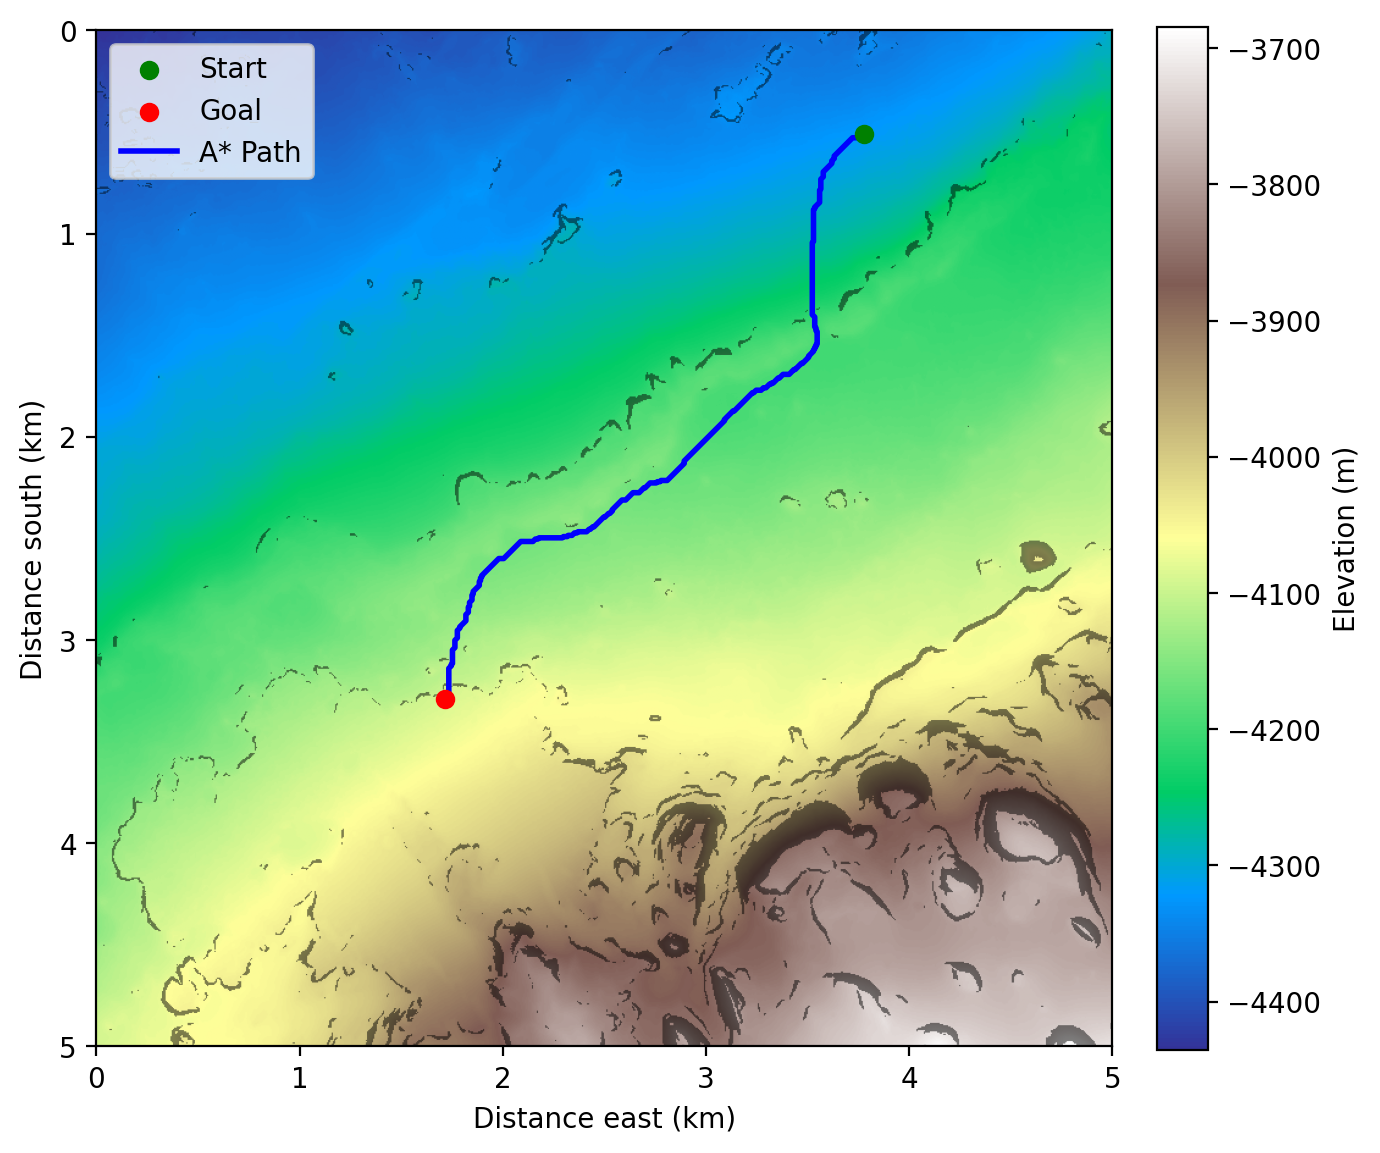 Start
Goal
A* Path
0
1
2
3
4
5
Distance south (km)
0 1 2 3 4 5
Distance east (km)
−3700
−3800
−3900
−4000
−4100
−4200
−4300
−4400
Elevation (m)